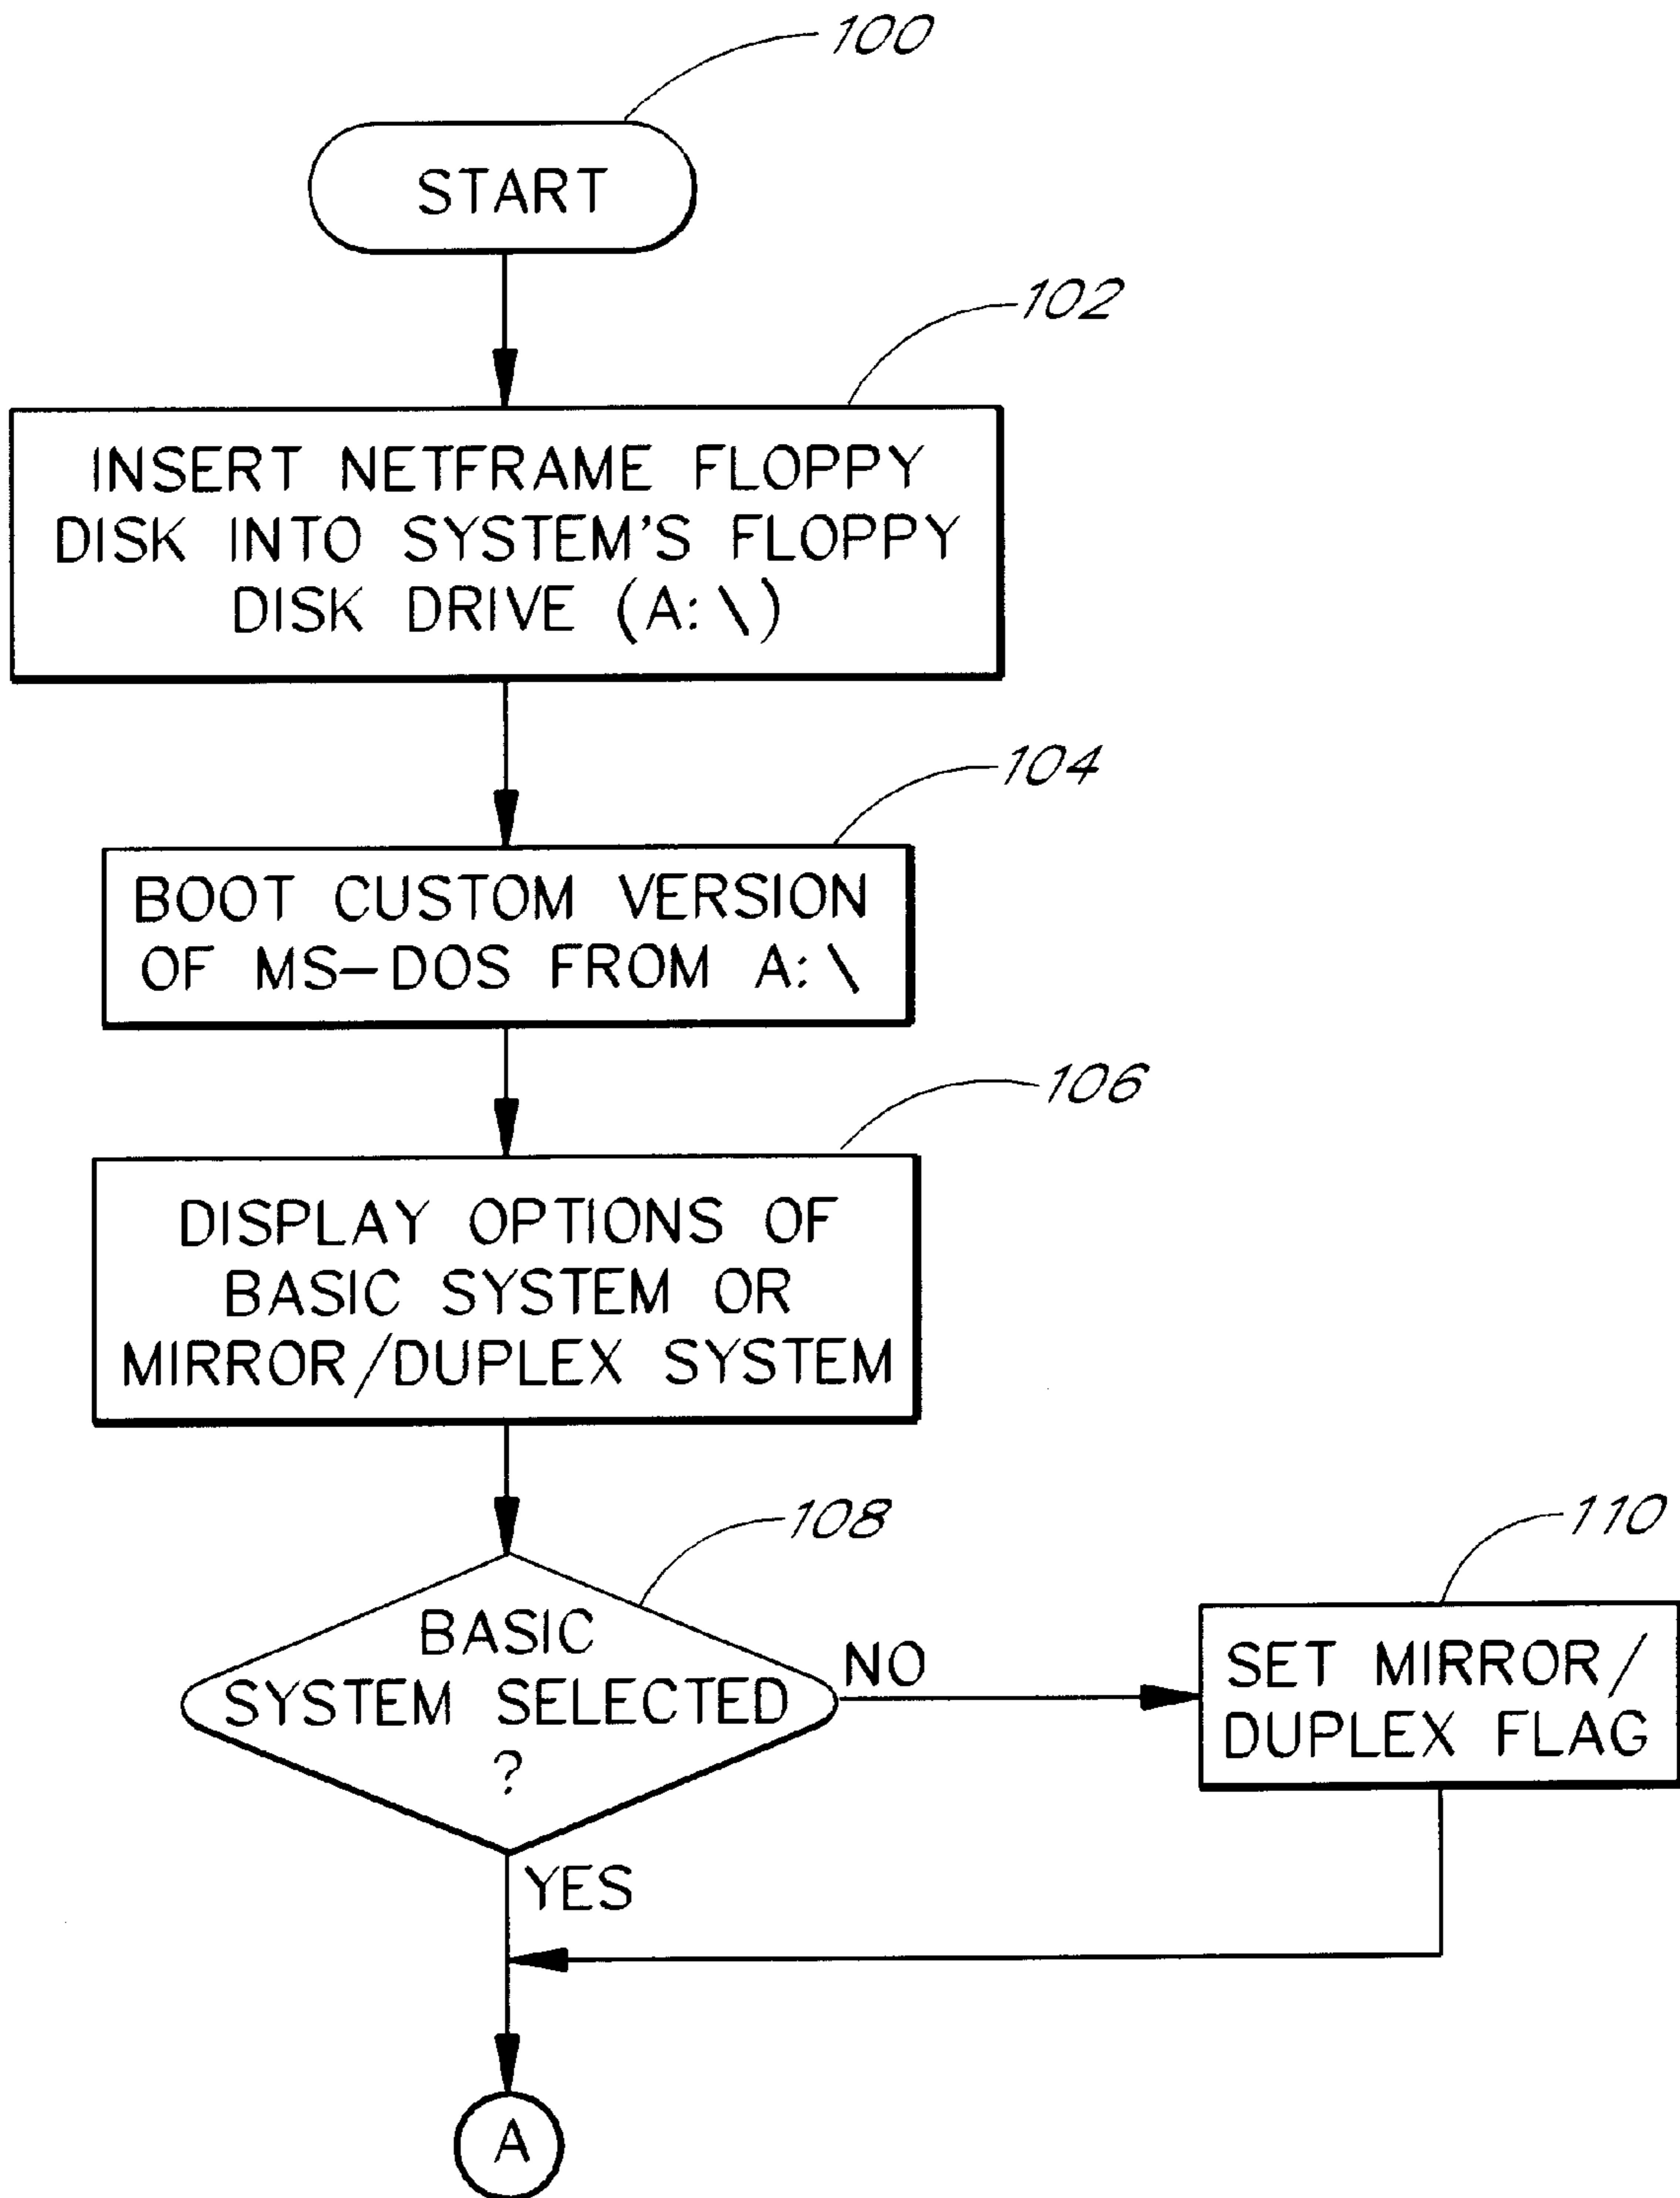 100
START
102
INSERT NETFRAME FLOPPY
DISK INTO SYSTEM'S FLOPPY
DISK DRIVE (A:\)
104
BOOT CUSTOM VERSION
OF MS-DOS FROM A:\
106
DISPLAY OPTIONS OF
BASIC SYSTEM OR
MIRROR/DUPLEX SYSTEM
108
BASIC
SYSTEM SELECTED
?
NO
110
SET MIRROR/
DUPLEX FLAG
YES
A